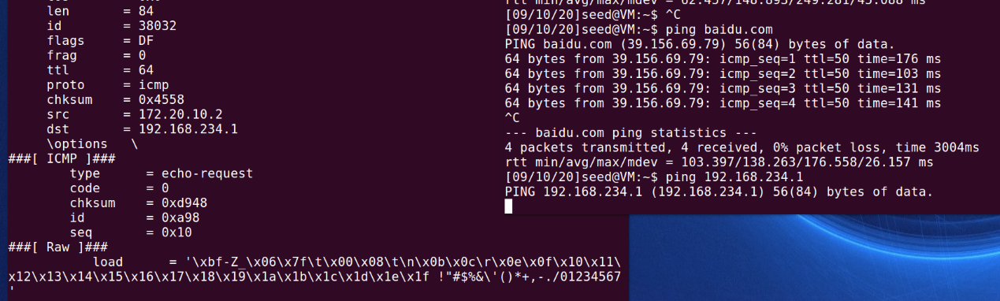 len = 84
id = 38032
flags = DF
frag = 0
ttl = 64
proto = icmp
chksum = 0x4558
src = 172.20.10.2
dst = 192.168.234.1
\options \
###[ ICMP ]###
type = echo-request
code = 0
chksum = 0xd948
id = 0xa98
seq = 0x10
###[ Raw ]###
load = '\xbf-Z_\x06\x7f\t\x00\x08\t\n\x0b\x0c\r\x0e\x0f\x10\x11\
x12\x13\x14\x15\x16\x17\x18\x19\x1a\x1b\x1c\x1d\x1e\x1f !"#$%&\'()*+,-./01234567
'
rtt min/avg/max/mdev = 62.457/148.893/249.281/45.088 ms
[09/10/20]seed@VM:~$ ^C
[09/10/20]seed@VM:~$ ping baidu.com
PING baidu.com (39.156.69.79) 56(84) bytes of data.
64 bytes from 39.156.69.79: icmp_seq=1 ttl=50 time=176 ms
64 bytes from 39.156.69.79: icmp_seq=2 ttl=50 time=103 ms
64 bytes from 39.156.69.79: icmp_seq=3 ttl=50 time=131 ms
64 bytes from 39.156.69.79: icmp_seq=4 ttl=50 time=141 ms
^C
--- baidu.com ping statistics ---
4 packets transmitted, 4 received, 0% packet loss, time 3004ms
rtt min/avg/max/mdev = 103.397/138.263/176.558/26.157 ms
[09/10/20]seed@VM:~$ ping 192.168.234.1
PING 192.168.234.1 (192.168.234.1) 56(84) bytes of data.